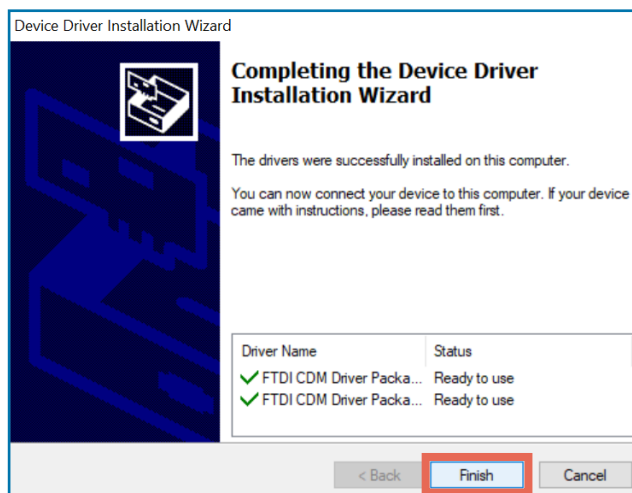 Device Driver Installation Wizard
Completing the Device Driver
Installation Wizard
The drivers were successfully installed on this computer.
You can now connect your device to this computer. If your device
came with instructions, please read them first.
Driver Name Status
FTDI CDM Driver Packa... Ready to use
FTDI CDM Driver Packa... Ready to use
< Back Finish Cancel